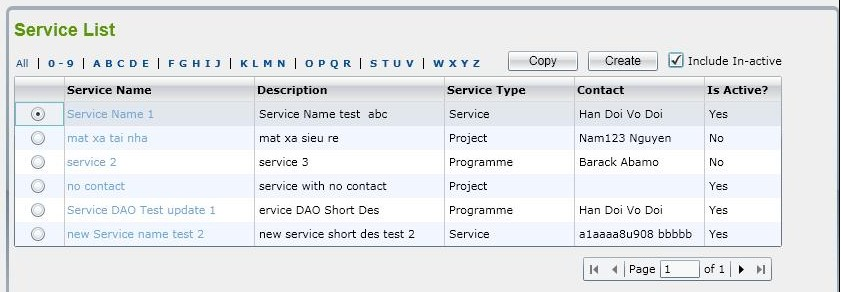 Service List
All | 0 - 9 | A B C D E | F G H I J | K L M N | O P Q R | S T U V | W X Y Z Copy Create Include In-active
Service Name Description Service Type Contact Is Active?
Service Name 1 Service Name test abc Service Han Doi Vo Doi Yes
mat xa tai nha mat xa sieu re Project Nam123 Nguyen No
service 2 service 3 Programme Barack Abamo No
no contact service with no contact Project Yes
Service DAO Test update 1 ervice DAO Short Des Programme Han Doi Vo Doi Yes
new Service name test 2 new service short des test 2 Service a1aaaa8u908 bbbbb Yes
Page 1 of 1